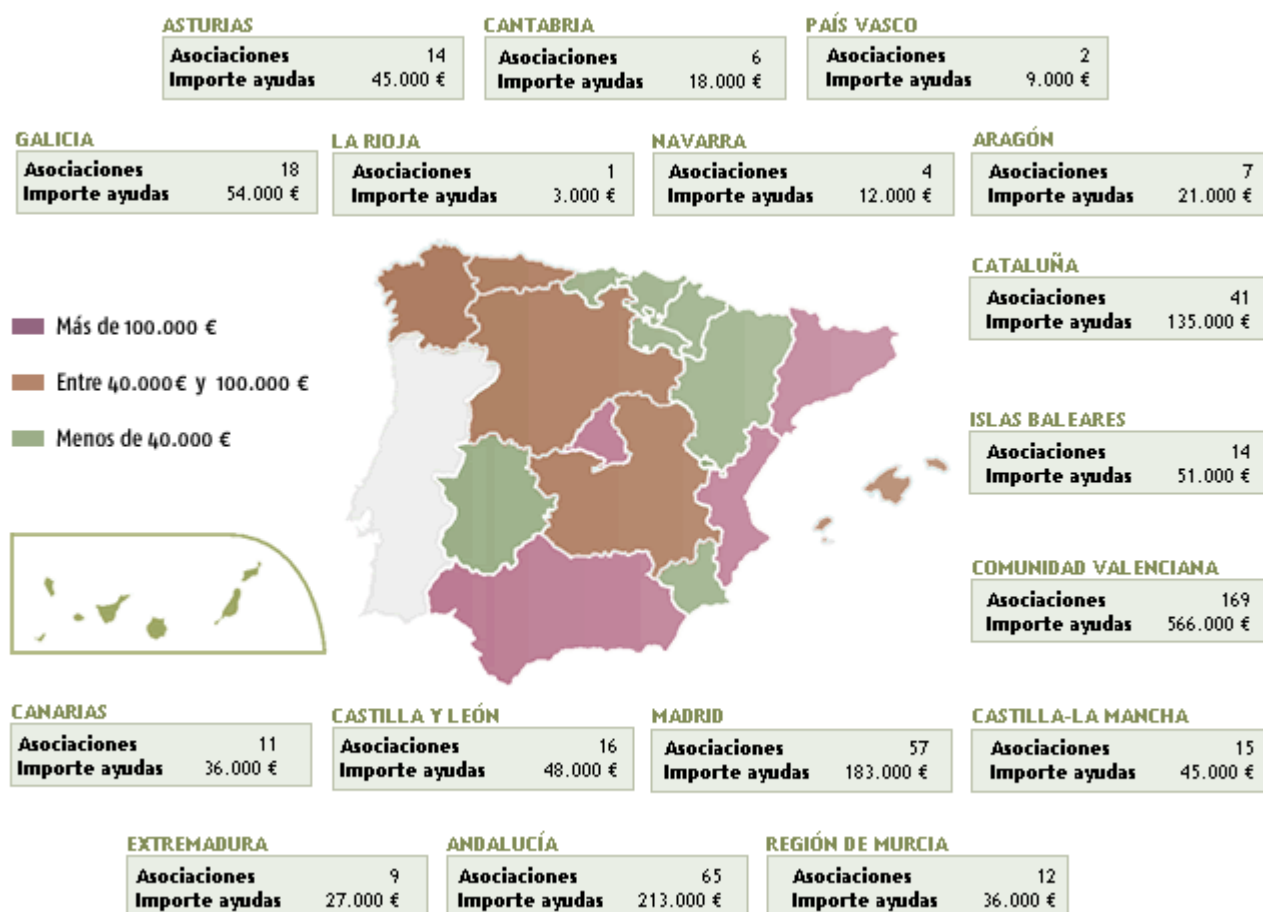 ASTURIAS
Asociaciones 14
Importe ayudas 45.000 €
CANTABRIA
Asociaciones 6
Importe ayudas 18.000 €
PAÍS VASCO
Asociaciones 2
Importe ayudas 9.000 €
GALICIA
Asociaciones 18
Importe ayudas 54.000 €
LA RIOJA
Asociaciones 1
Importe ayudas 3.000 €
NAVARRA
Asociaciones 4
Importe ayudas 12.000 €
ARAGÓN
Asociaciones 7
Importe ayudas 21.000 €
CATALUÑA
Asociaciones 41
Importe ayudas 135.000 €
Más de 100.000 €
Entre 40.000 € y 100.000 €
Menos de 40.000 €
ISLAS BALEARES
Asociaciones 14
Importe ayudas 51.000 €
COMUNIDAD VALENCIANA
Asociaciones 169
Importe ayudas 566.000 €
CANARIAS
Asociaciones 11
Importe ayudas 36.000 €
CASTILLA Y LEÓN
Asociaciones 16
Importe ayudas 48.000 €
MADRID
Asociaciones 57
Importe ayudas 183.000 €
CASTILLA-LA MANCHA
Asociaciones 15
Importe ayudas 45.000 €
EXTREMADURA
Asociaciones 9
Importe ayudas 27.000 €
ANDALUCÍA
Asociaciones 65
Importe ayudas 213.000 €
REGIÓN DE MURCIA
Asociaciones 12
Importe ayudas 36.000 €